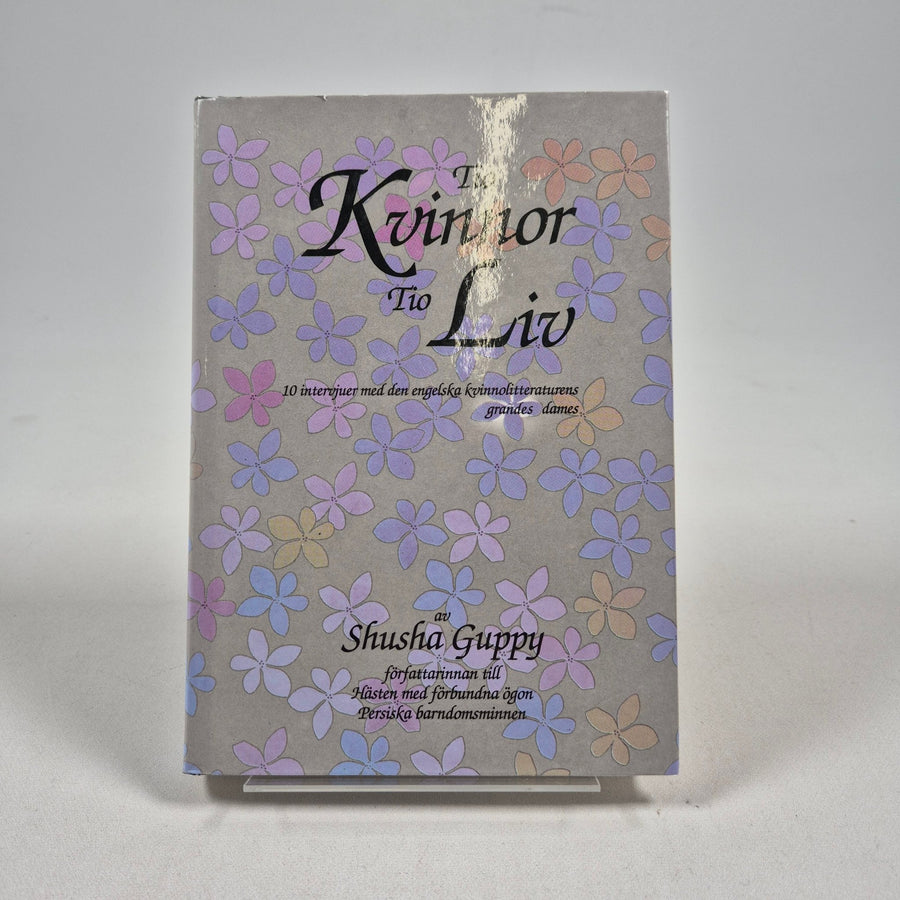 Tio
Kvinnor
Tio Liv
10 intervjuer med den engelska kvinnolitteraturens
grandes dames
av
Shusha Guppy
författarinnan till
Hästen med förbundna ögon
Persiska barndomsminnen